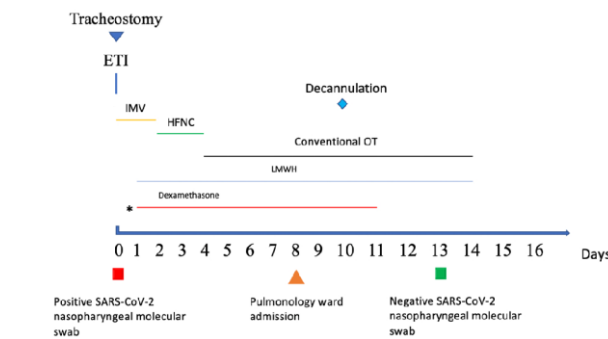 Tracheostomy
ETI
Decannulation
IMV
HFNC
Conventional OT
LMWH
Dexamethasone
*
0 1 2 3 4 5 6 7 8 9 10 11 12 13 14 15 16
Days
Positive SARS-CoV-2
nasopharyngeal molecular
swab
Pulmonology ward
admission
Negative SARS-CoV-2
nasopharyngeal molecular
swab